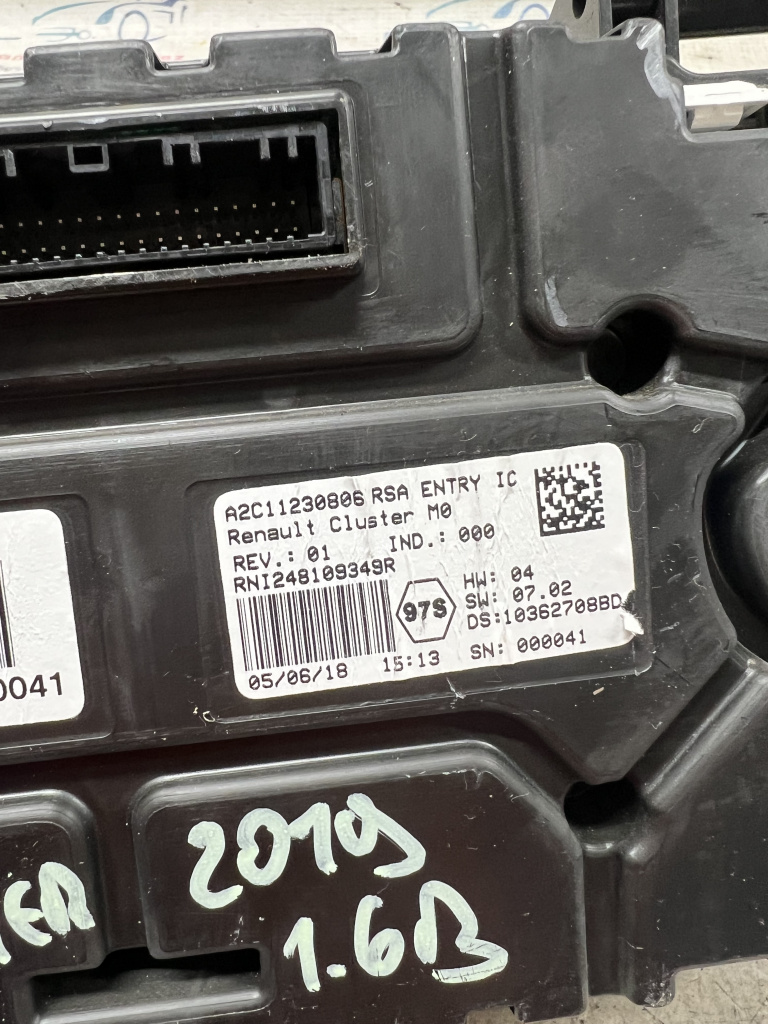 A2C11230806 RSA ENTRY IC
Renault Cluster M0
REV.: 01 IND.: 000
RNI248109349R
97S
HW: 04
SW: 07.02
DS:10362708BD
05/06/18 15:13 SN: 000041
0041
2019
1.6B